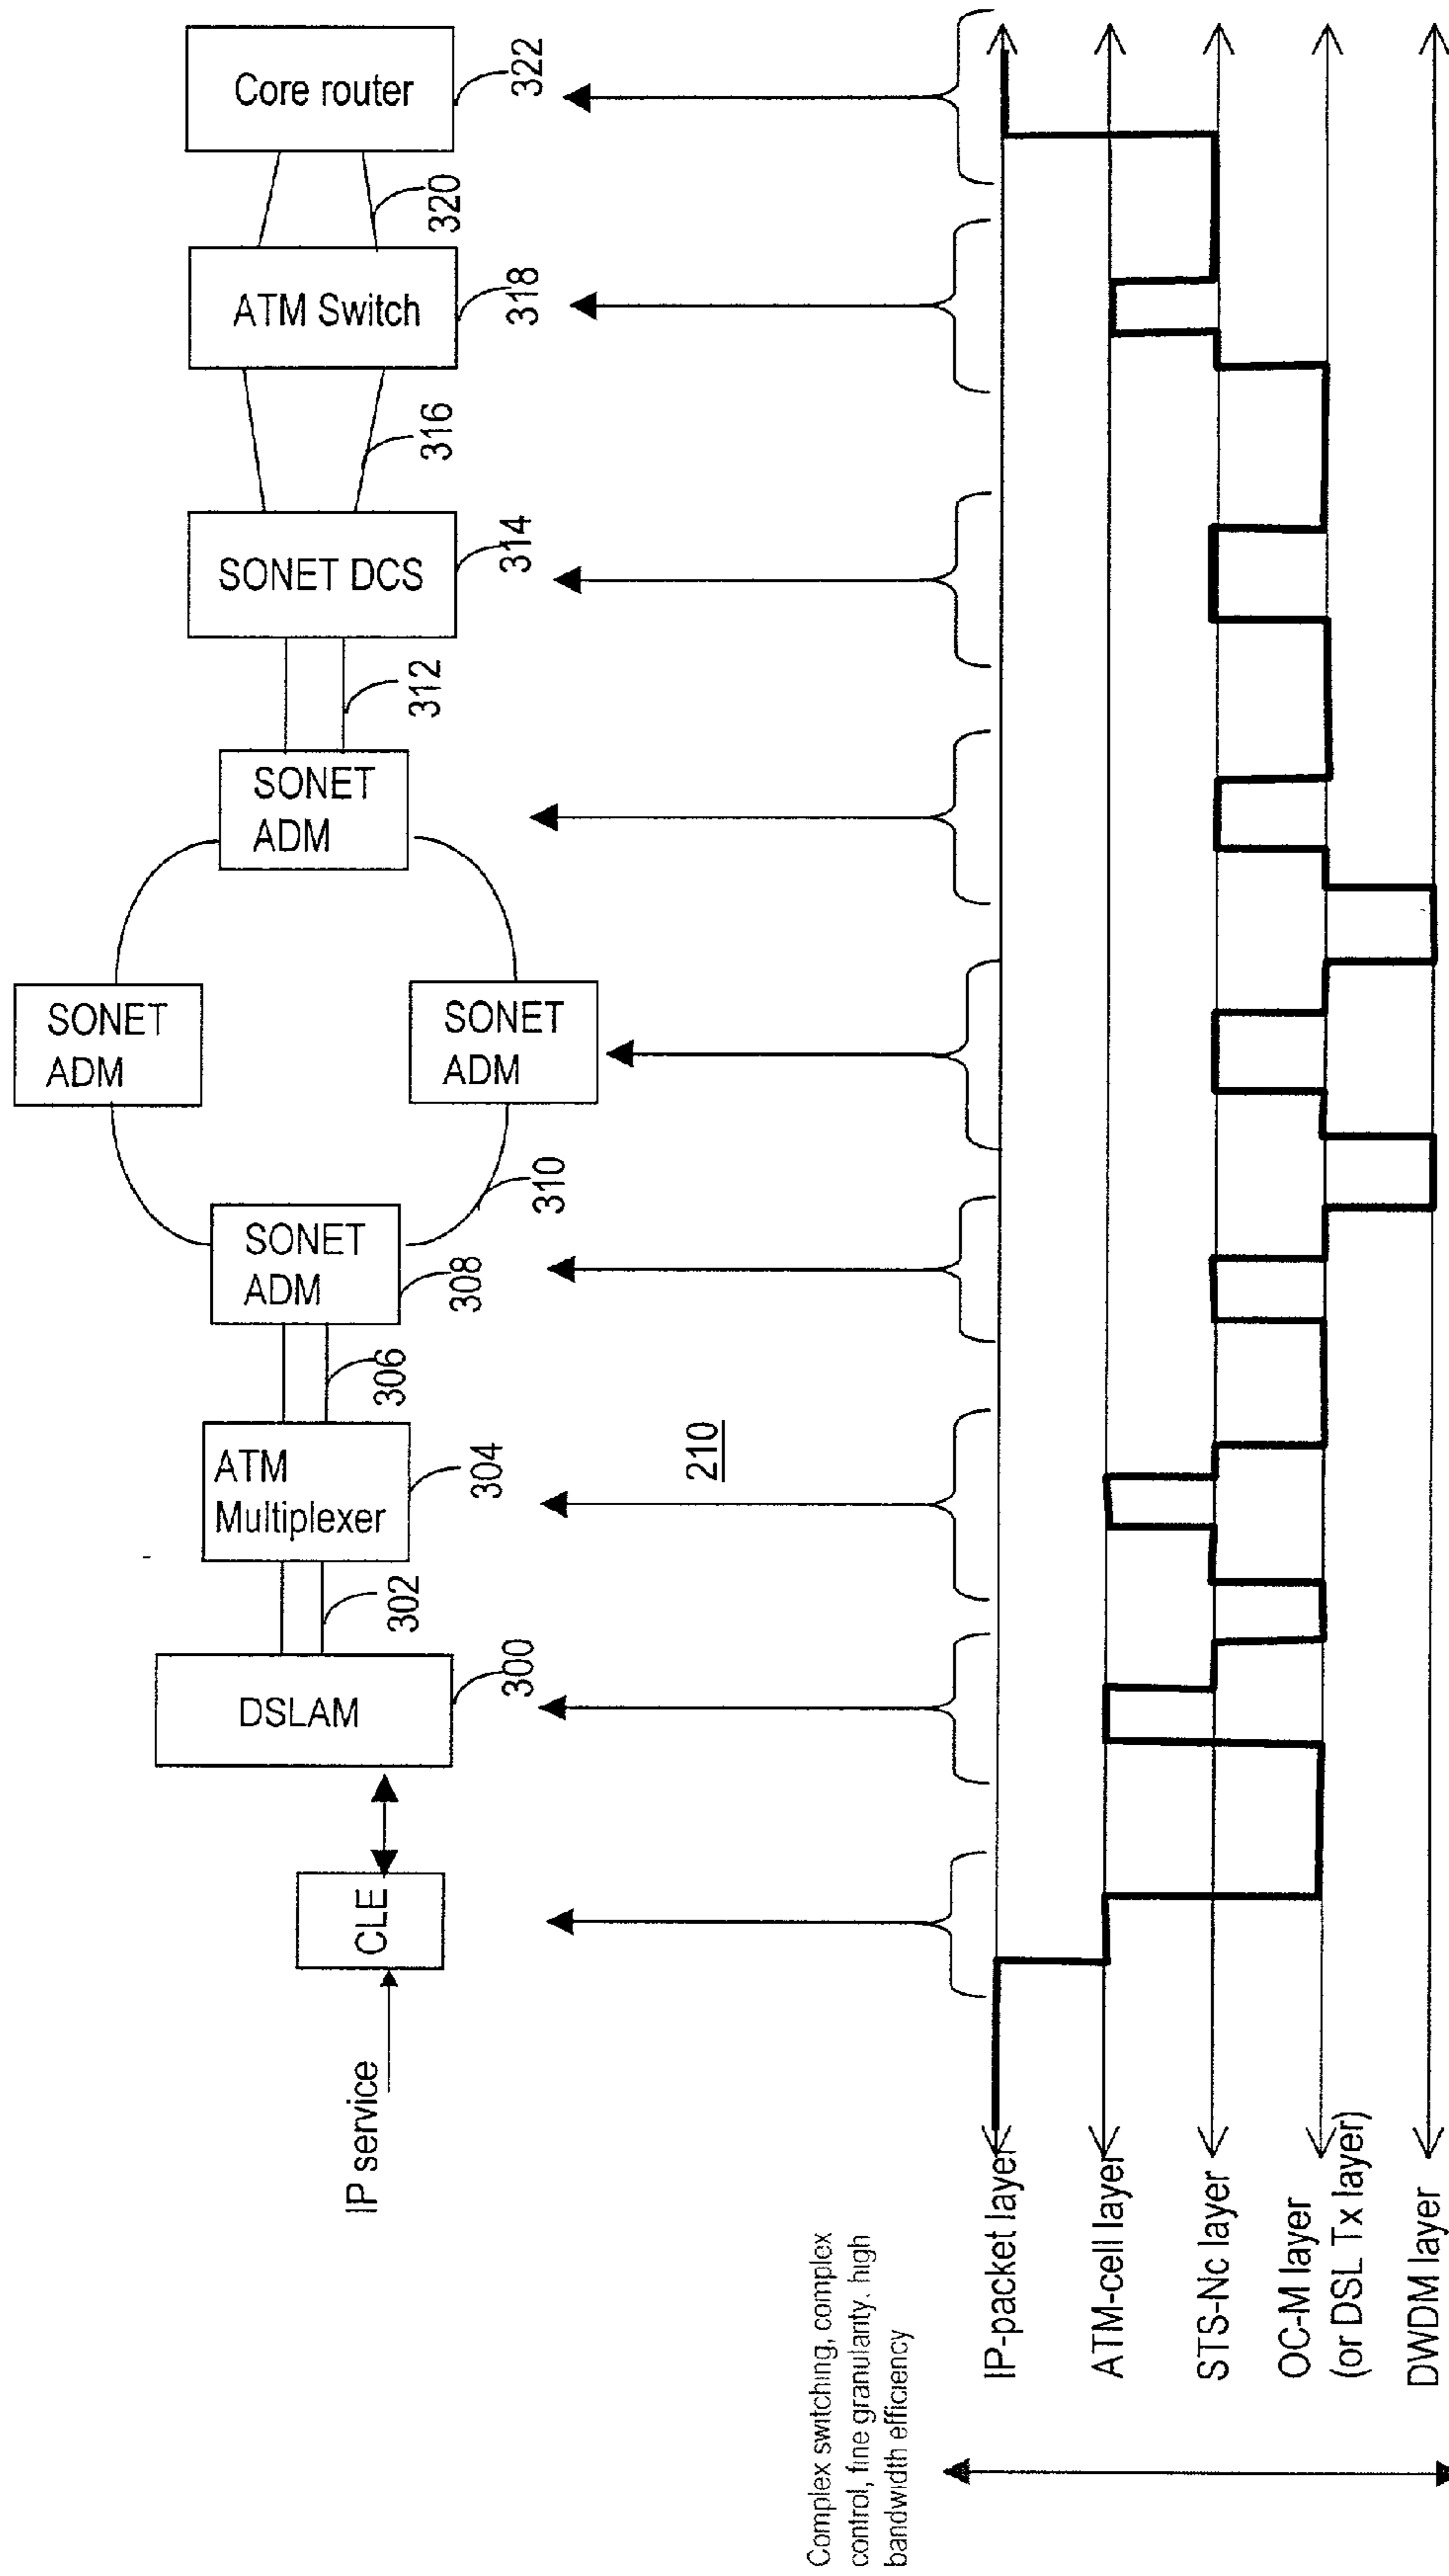 IP service
CLE
DSLAM
300
302
ATM
Multiplexer
304
306
SONET
ADM
308
310
SONET
ADM
SONET
ADM
SONET
ADM
312
SONET DCS
314
316
ATM Switch
318
320
Core router
322
210
Complex switching, complex
control, fine granularity, high
bandwidth efficiency
IP-packet layer
ATM-cell layer
STS-Nc layer
OC-M layer
(or DSL Tx layer)
DWDM layer